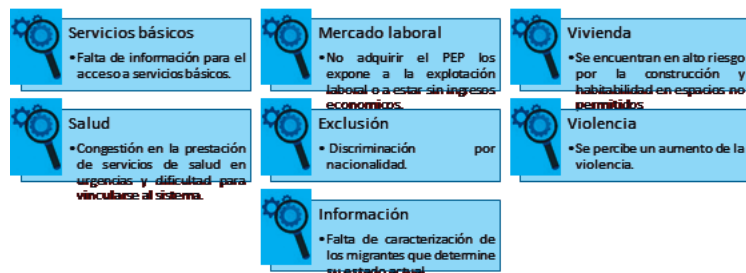 Servicios básicos
•Falta de información para el
acceso a servicios básicos.
Mercado laboral
•No adquirir el PEP los
expone a la explotación
laboral o a estar sin ingresos
economicos.
Vivienda
•Se encuentran en alto riesgo
por la construcción y
habitabilidad en espacios no
permitidos
Salud
•Congestión en la prestación
de servicios de salud en
urgencias y dificultad para
vincularse al sistema.
Exclusión
•Discriminación por
nacionalidad.
Violencia
•Se percibe un aumento de la
violencia.
Información
•Falta de caracterización de
los migrantes que determine
su estado actual